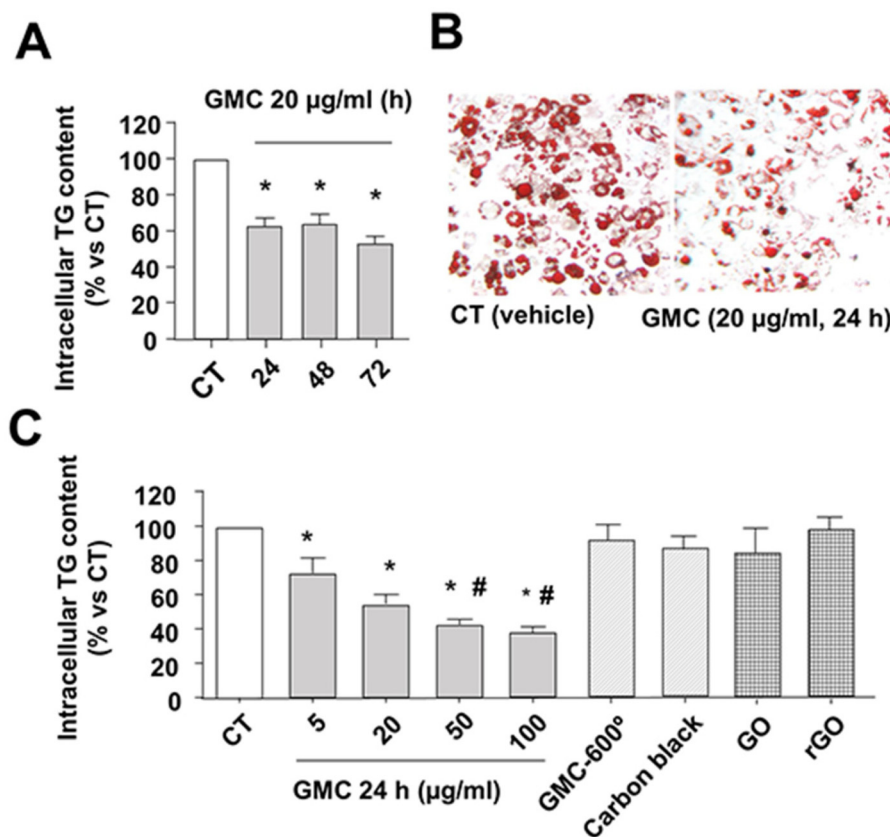 A
GMC 20 µg/ml (h)
Intracellular TG content
(% vs CT)
120
100
80
60
40
20
0
*
*
*
CT
24
48
72
B
CT (vehicle)
GMC (20 µg/ml, 24 h)
C
Intracellular TG content
(% vs CT)
120
100
80
60
40
20
0
*
*
* #
* #
CT
5
20
50
100
GMC-600º
Carbon black
GO
rGO
GMC 24 h (µg/ml)